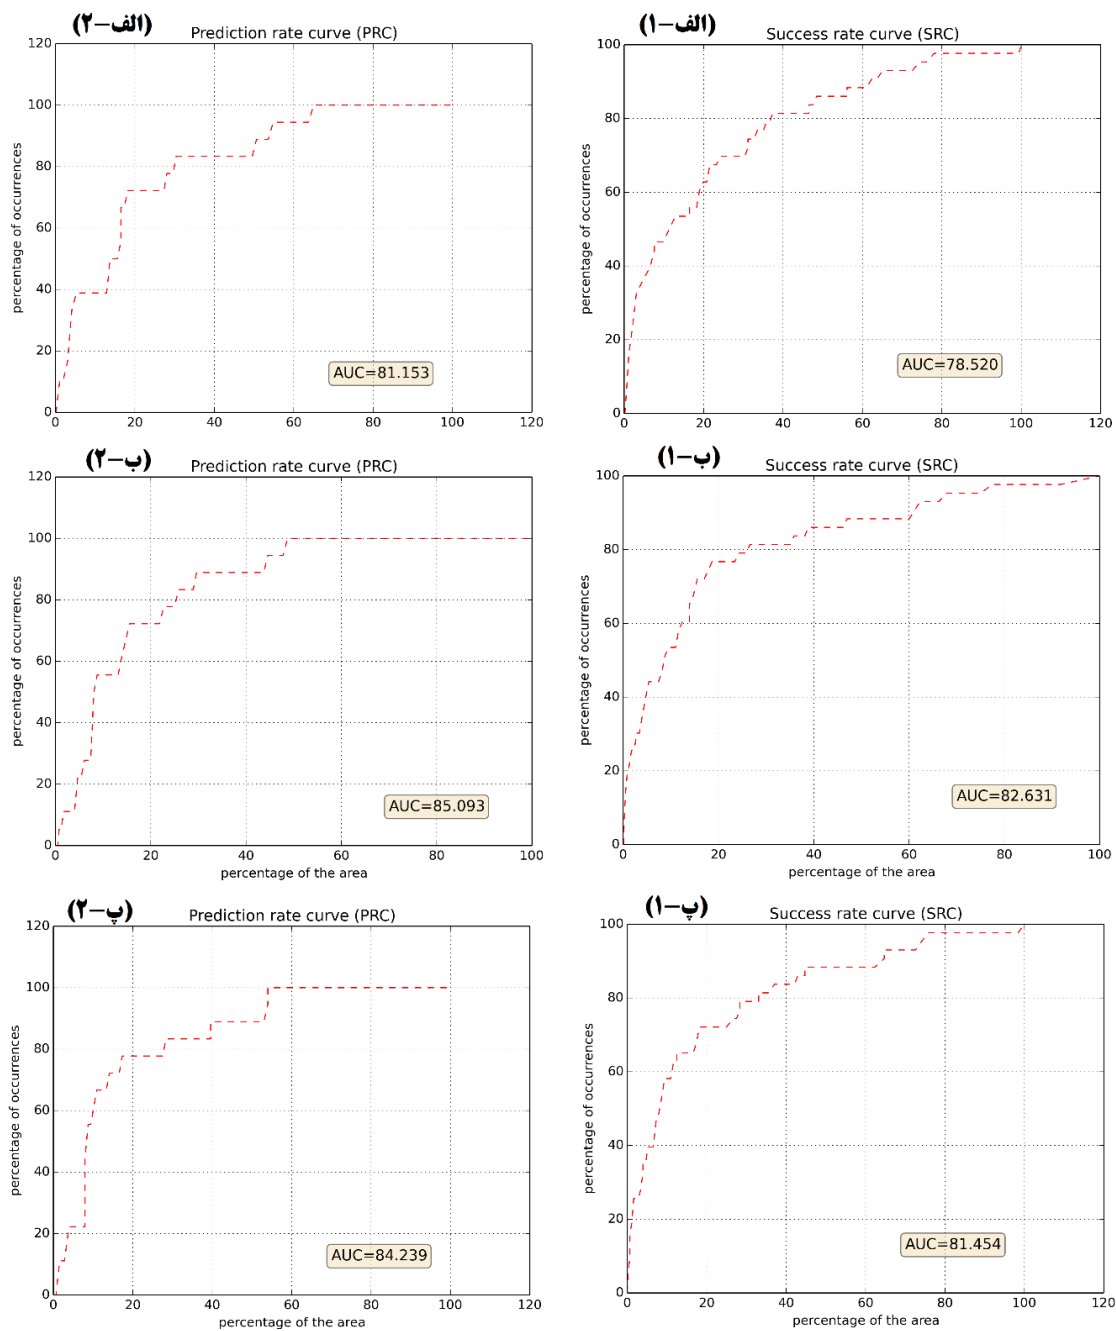 (الف-۲)
Prediction rate curve (PRC)
120
100
80
60
40
20
0
percentage of occurrences
AUC=81.153
0 20 40 60 80 100 120
(الف-۱)
Success rate curve (SRC)
100
80
60
40
20
0
percentage of occurrences
AUC=78.520
0 20 40 60 80 100 120
(ب-۲)
Prediction rate curve (PRC)
120
100
80
60
40
20
0
percentage of occurrences
AUC=85.093
0 20 40 60 80 100
percentage of the area
(ب-۱)
Success rate curve (SRC)
100
80
60
40
20
0
percentage of occurrences
AUC=82.631
0 20 40 60 80 100
percentage of the area
(پ-۲)
Prediction rate curve (PRC)
120
100
80
60
40
20
0
percentage of occurrences
AUC=84.239
0 20 40 60 80 100 120
percentage of the area
(پ-۱)
Success rate curve (SRC)
100
80
60
40
20
0
percentage of occurrences
AUC=81.454
0 20 40 60 80 100 120
percentage of the area